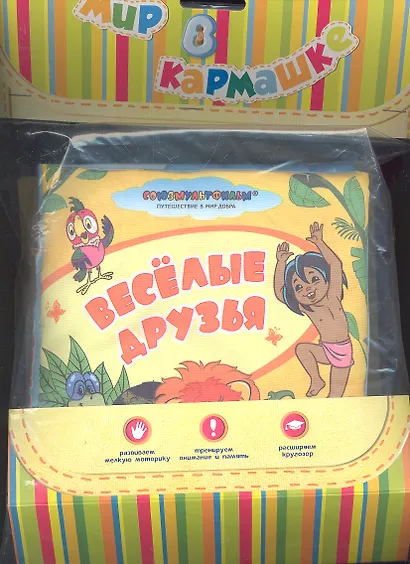 мир
в
кармашке
СОЮЗМУЛЬТФИЛЬМ®
ПУТЕШЕСТВИЕ В МИР ДОБРА
ВЕСЁЛЫЕ
ДРУЗЬЯ
развиваем
мелкую моторику
тренируем
внимание и память
расширяем
кругозор